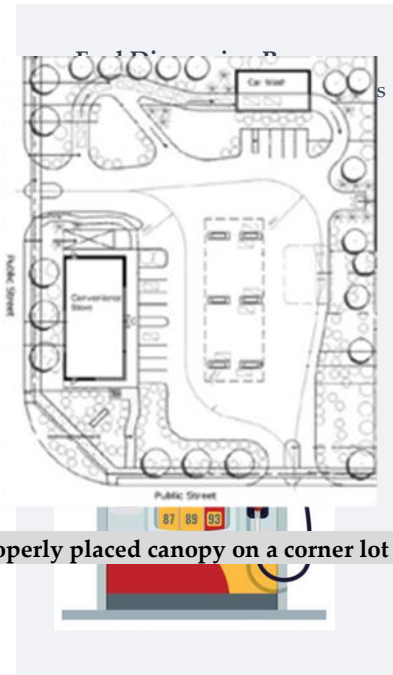 s
Car Wash
Public Street
Convenience
Store
Public Street
87 89 93
operly placed canopy on a corner lot